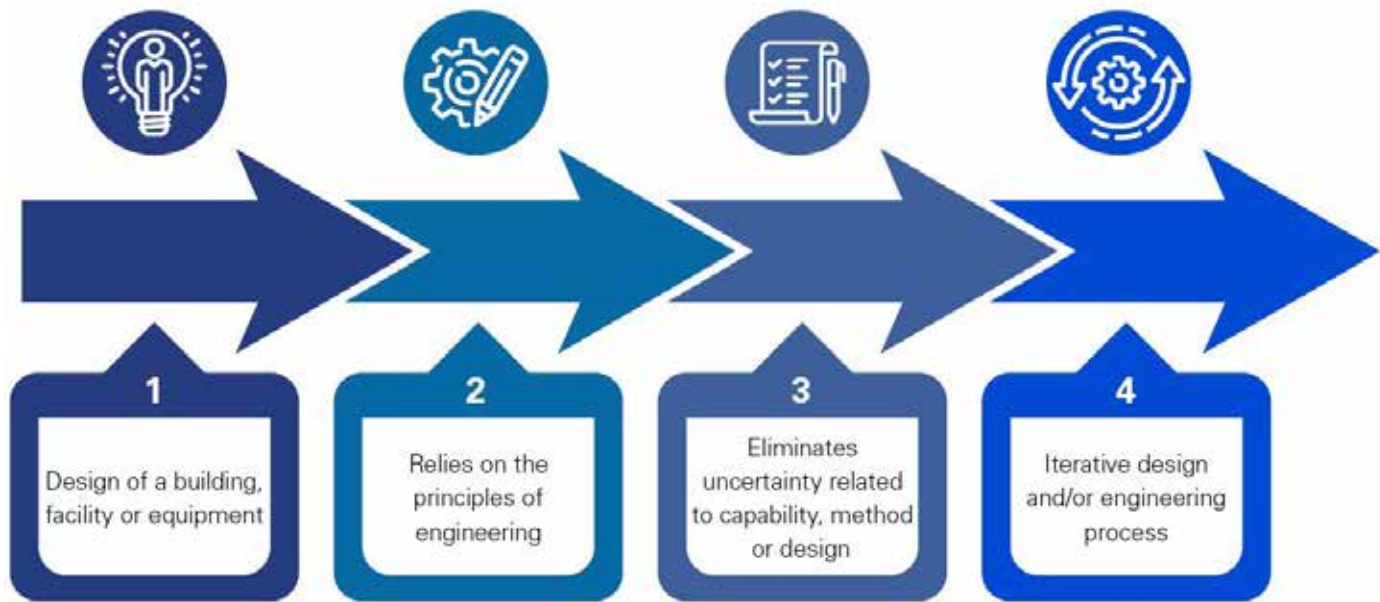 1
Design of a building,
facility or equipment
2
Relies on the
principles of
engineering
3
Eliminates
uncertainty related
to capability, method
or design
4
Iterative design
and/or engineering
process